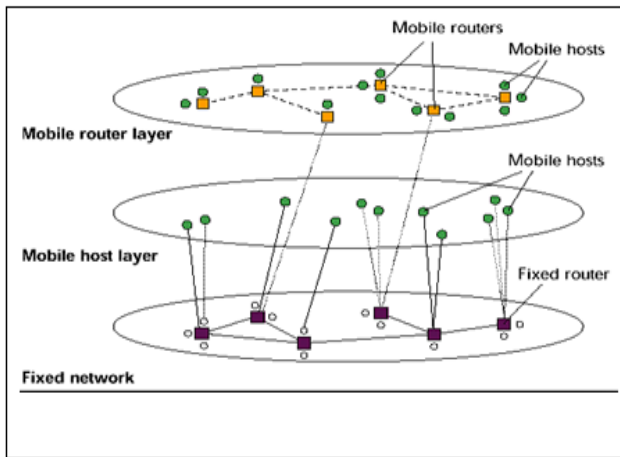 Mobile routers
Mobile hosts
Mobile router layer
Mobile hosts
Mobile host layer
Fixed router
Fixed network